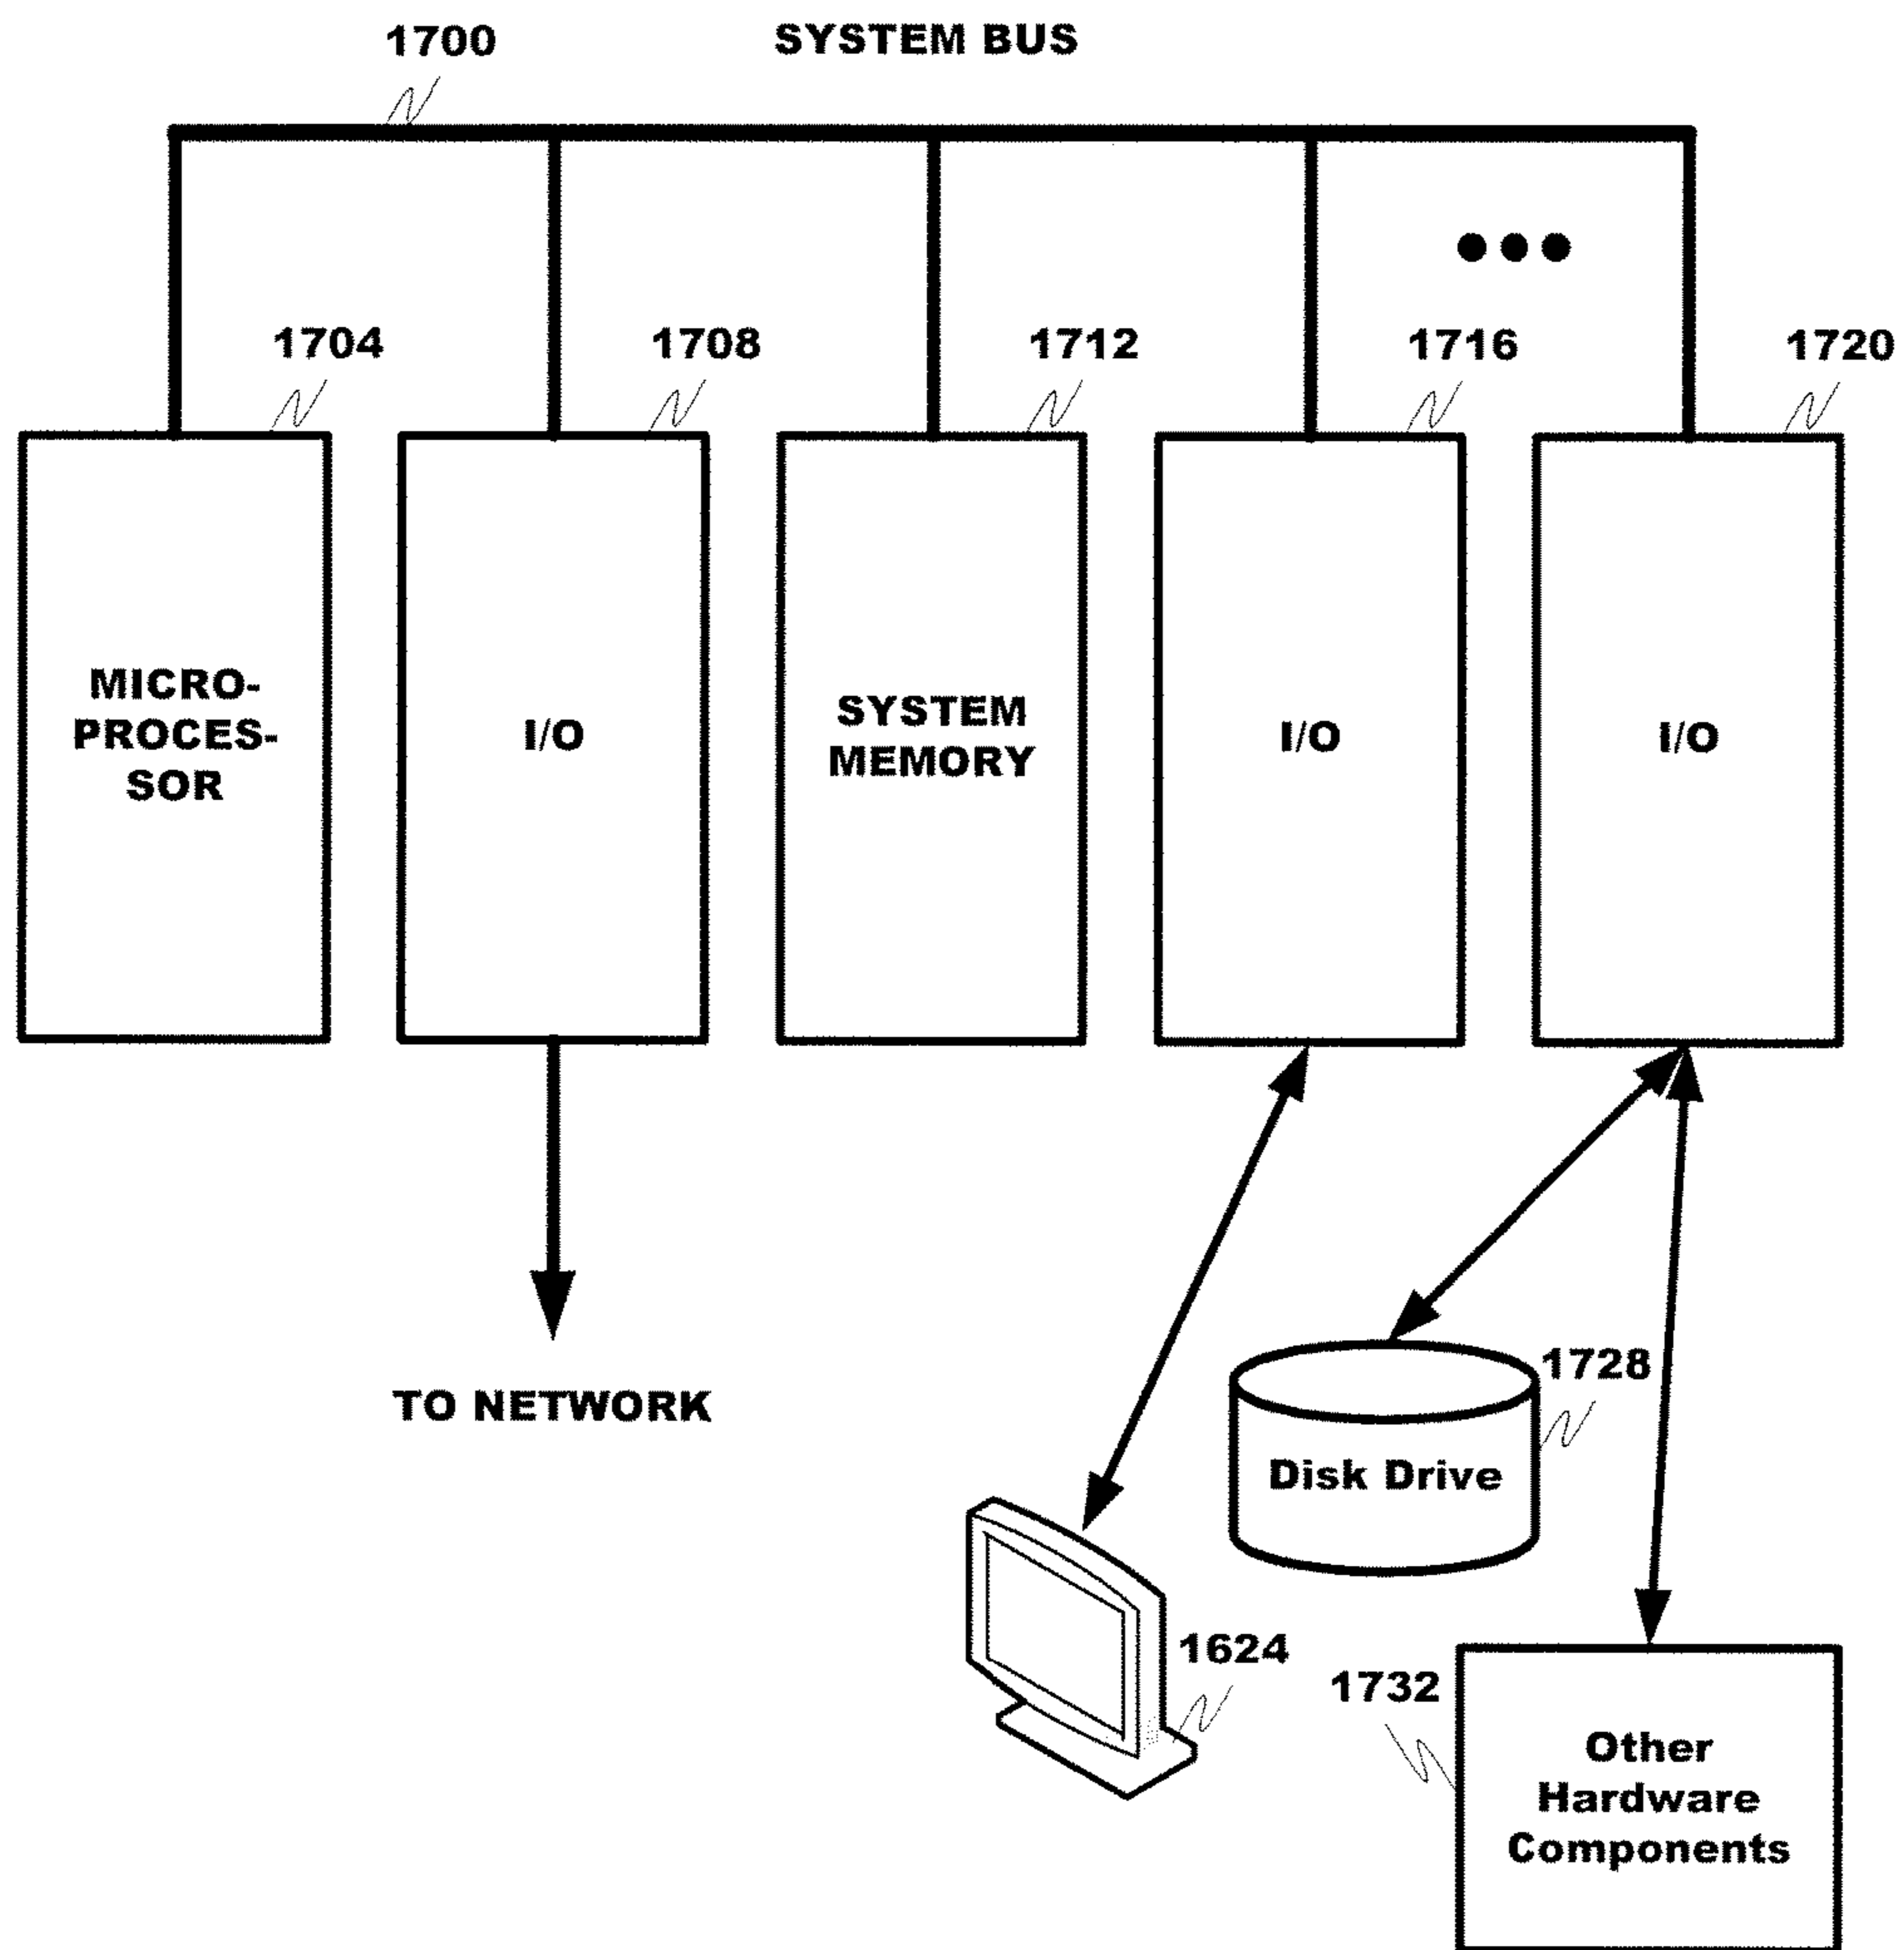 1700
SYSTEM BUS
1704
1708
1712
1716
1720
MICRO-
PROCES-
SOR
I/O
SYSTEM
MEMORY
I/O
I/O
TO NETWORK
1728
Disk Drive
1624
1732
Other
Hardware
Components